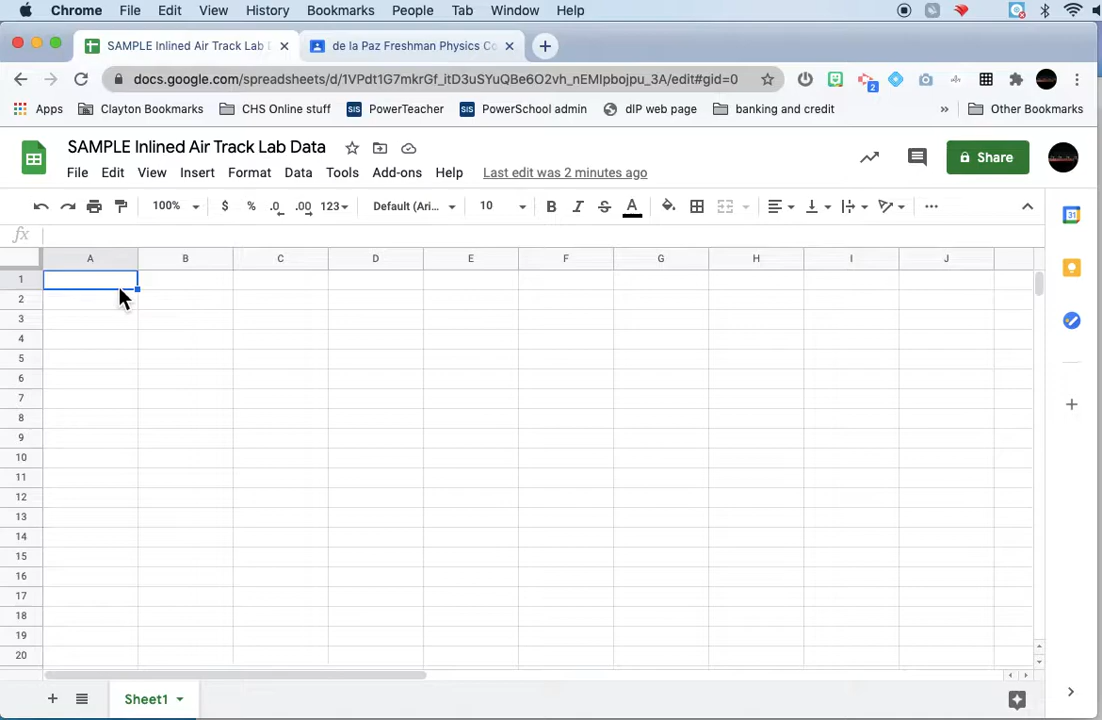 Chrome File Edit View History Bookmarks People Tab Window Help
SAMPLE Inlined Air Track Lab D de la Paz Freshman Physics Co
docs.google.com/spreadsheets/d/1VPdt1G7mkrGf_itD3uSYuQBe6O2vh_nEMIpbojpu_3A/edit#gid=0
2
Apps Clayton Bookmarks CHS Online stuff SIS PowerTeacher SIS PowerSchool admin dlP web page banking and credit » Other Bookmarks
SAMPLE Inlined Air Track Lab Data
Share
File Edit View Insert Format Data Tools Add-ons Help Last edit was 2 minutes ago
100% $ % .0 .00 123 Default (Ari... 10 B I S A ...
31
fx
A B C D E F G H I J
1
2
3
4
5
6
7
8
9
10
11
12
13
14
15
16
17
18
19
20
+ Sheet1